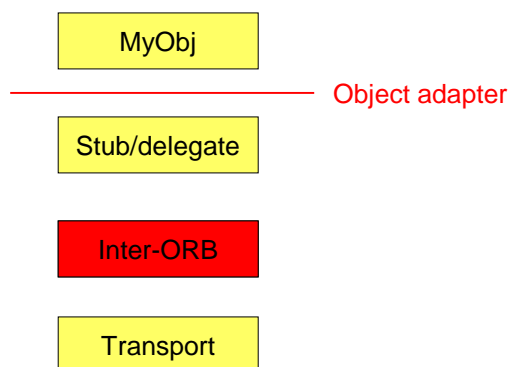 MyObj
Object adapter
Stub/delegate
Inter-ORB
Transport